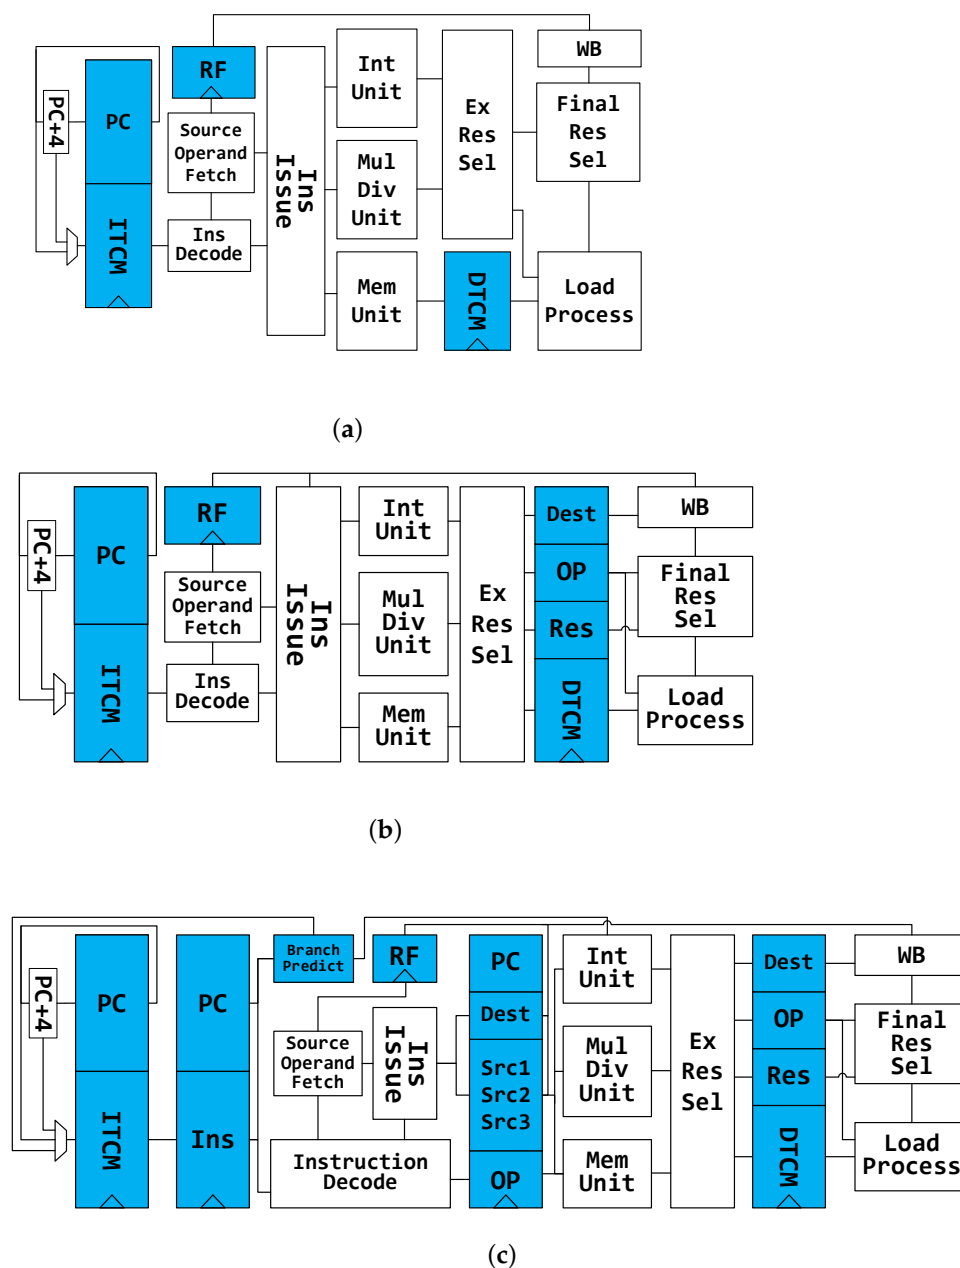 PC+4
PC
ITCM
RF
Source
Operand
Fetch
Ins
Decode
Ins
Issue
Int
Unit
Mul
Div
Unit
Mem
Unit
Ex
Res
Sel
DTCM
WB
Final
Res
Sel
Load
Process
(a)
PC+4
PC
ITCM
RF
Source
Operand
Fetch
Ins
Decode
Ins
Issue
Int
Unit
Mul
Div
Unit
Mem
Unit
Ex
Res
Sel
Dest
OP
Res
DTCM
WB
Final
Res
Sel
Load
Process
(b)
PC+4
PC
ITCM
PC
Ins
Branch
Predict
RF
Source
Operand
Fetch
Ins
Issue
Instruction
Decode
PC
Dest
Src1
Src2
Src3
OP
Int
Unit
Mul
Div
Unit
Mem
Unit
Ex
Res
Sel
Dest
OP
Res
DTCM
WB
Final
Res
Sel
Load
Process
(c)